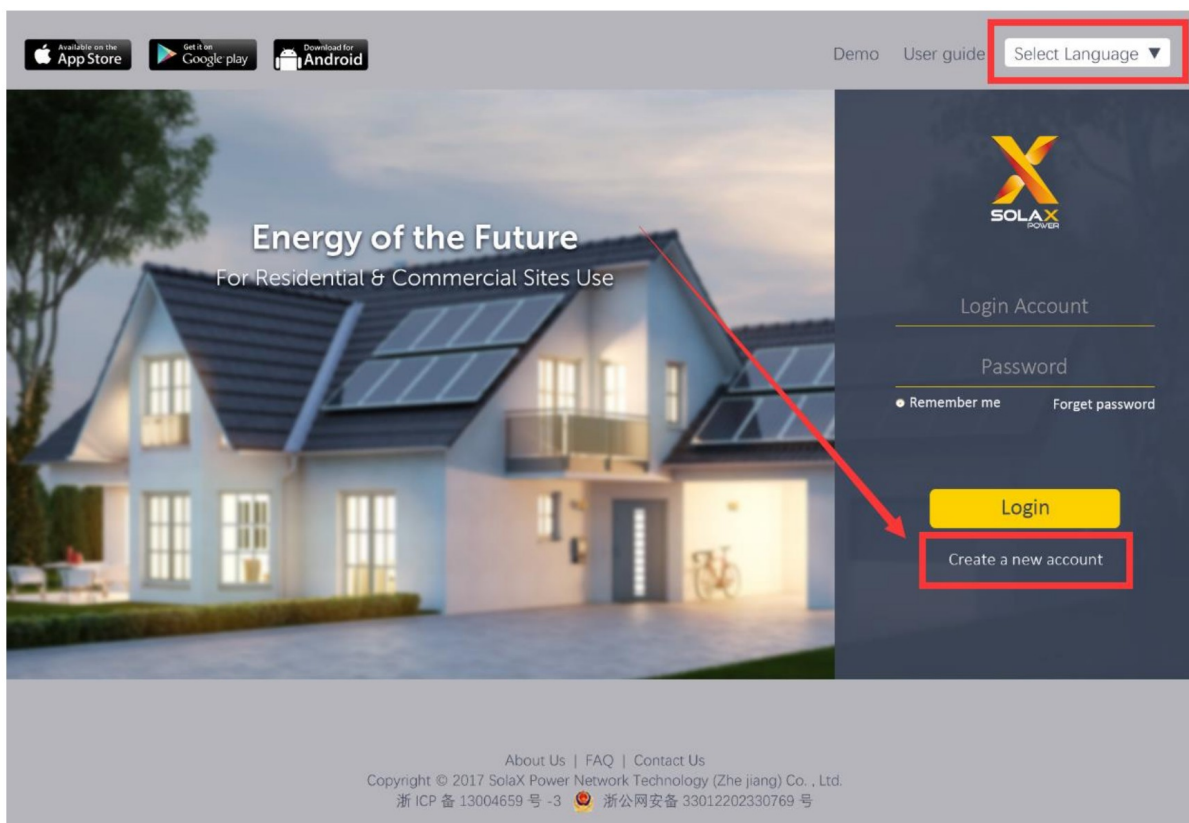 Available on the
App Store
Get it on
Google play
Download for
Android
Demo
User guide
Select Language ▼
Energy of the Future
For Residential & Commercial Sites Use
SOLAX
POWER
Login Account
Password
Remember me
Forget password
Login
Create a new account
About Us | FAQ | Contact Us
Copyright © 2017 SolaX Power Network Technology (Zhe jiang) Co. , Ltd.
浙 ICP 备 13004659 号 -3 浙公网安备 33012202330769 号